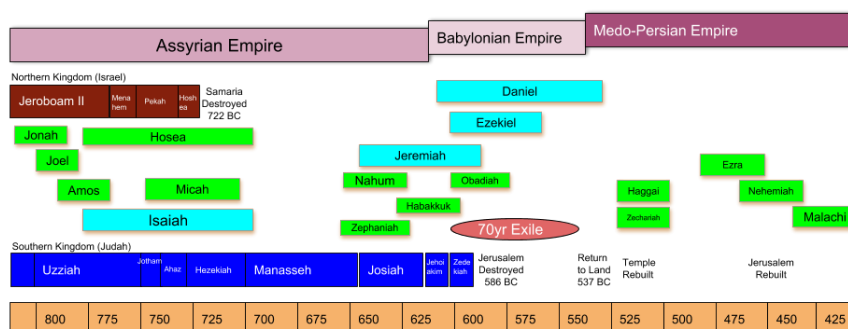 Assyrian Empire
Babylonian Empire
Medo-Persian Empire
Northern Kingdom (Israel)
Jeroboam II
Mena
hem
Pekah
Hosh
ea
Samaria
Destroyed
722 BC
Daniel
Ezekiel
Jonah
Hosea
Joel
Jeremiah
Ezra
Amos
Micah
Nahum
Obadiah
Haggai
Nehemiah
Isaiah
Habakkuk
Zephaniah
70yr Exile
Zechariah
Malachi
Southern Kingdom (Judah)
Uzziah
Jotham
Ahaz
Hezekiah
Manasseh
Josiah
Jehoi
akim
Zede
kiah
Jerusalem
Destroyed
586 BC
Return
to Land
537 BC
Temple
Rebuilt
Jerusalem
Rebuilt
800 775 750 725 700 675 650 625 600 575 550 525 500 475 450 425